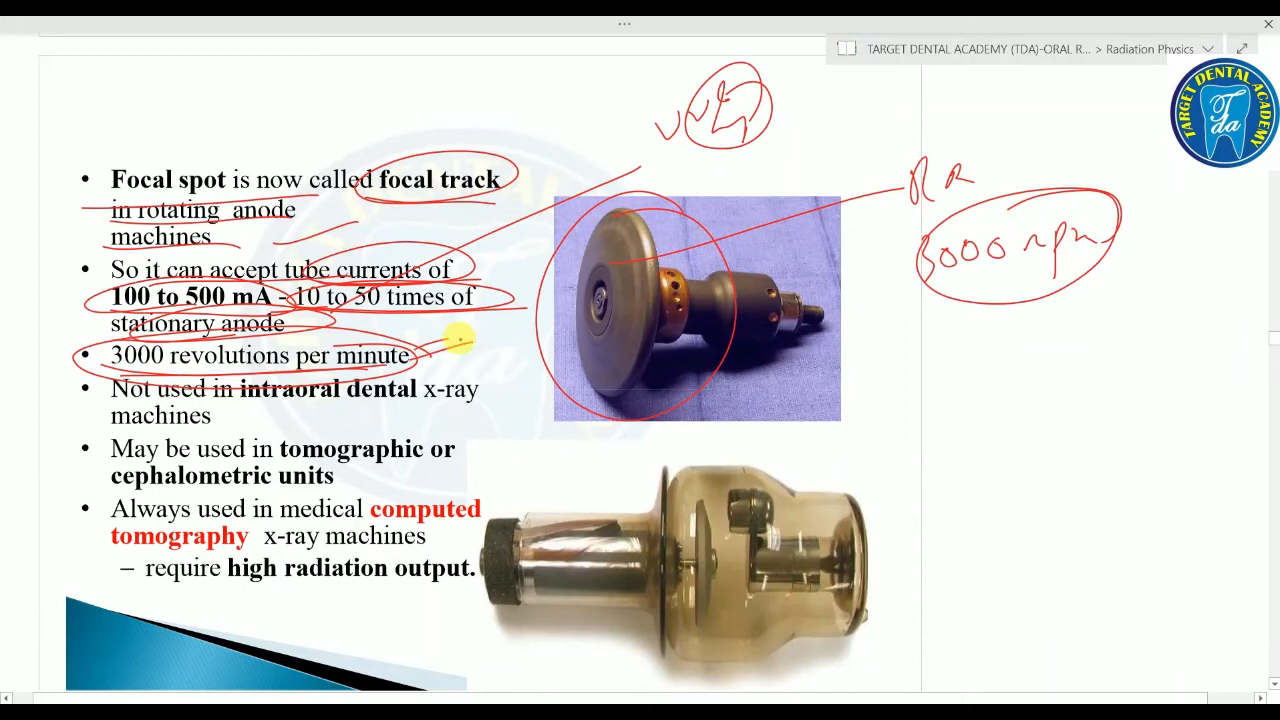 TARGET DENTAL ACADEMY (TDA)-ORAL R... > Radiation Physics
TARGET DENTAL ACADEMY
Tda
• Focal spot is now called focal track
in rotating anode
machines
• So it can accept tube currents of
100 to 500 mA - 10 to 50 times of
stationary anode
• 3000 revolutions per minute
• Not used in intraoral dental x-ray
machines
• May be used in tomographic or
cephalometric units
• Always used in medical computed
tomography x-ray machines
– require high radiation output.
3000 rpm